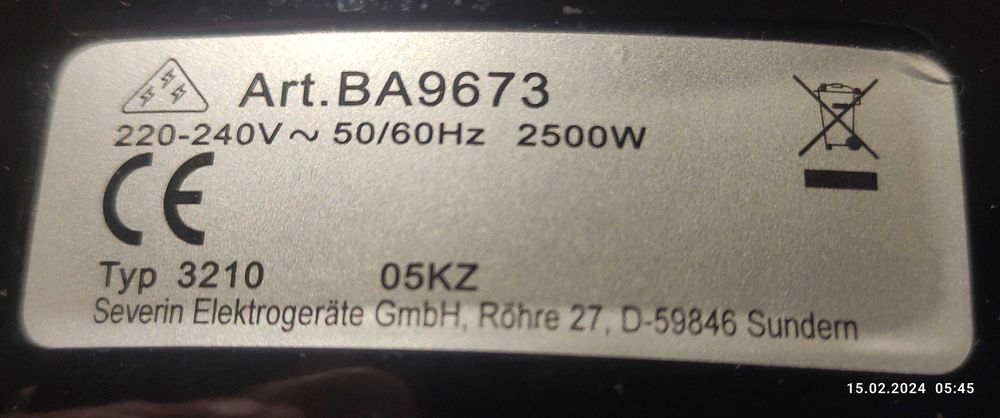 Art.BA9673
220-240V~ 50/60Hz 2500W
CE
Typ 3210 05KZ
Severin Elektrogeräte GmbH, Röhre 27, D-59846 Sundern
15.02.2024 05:45